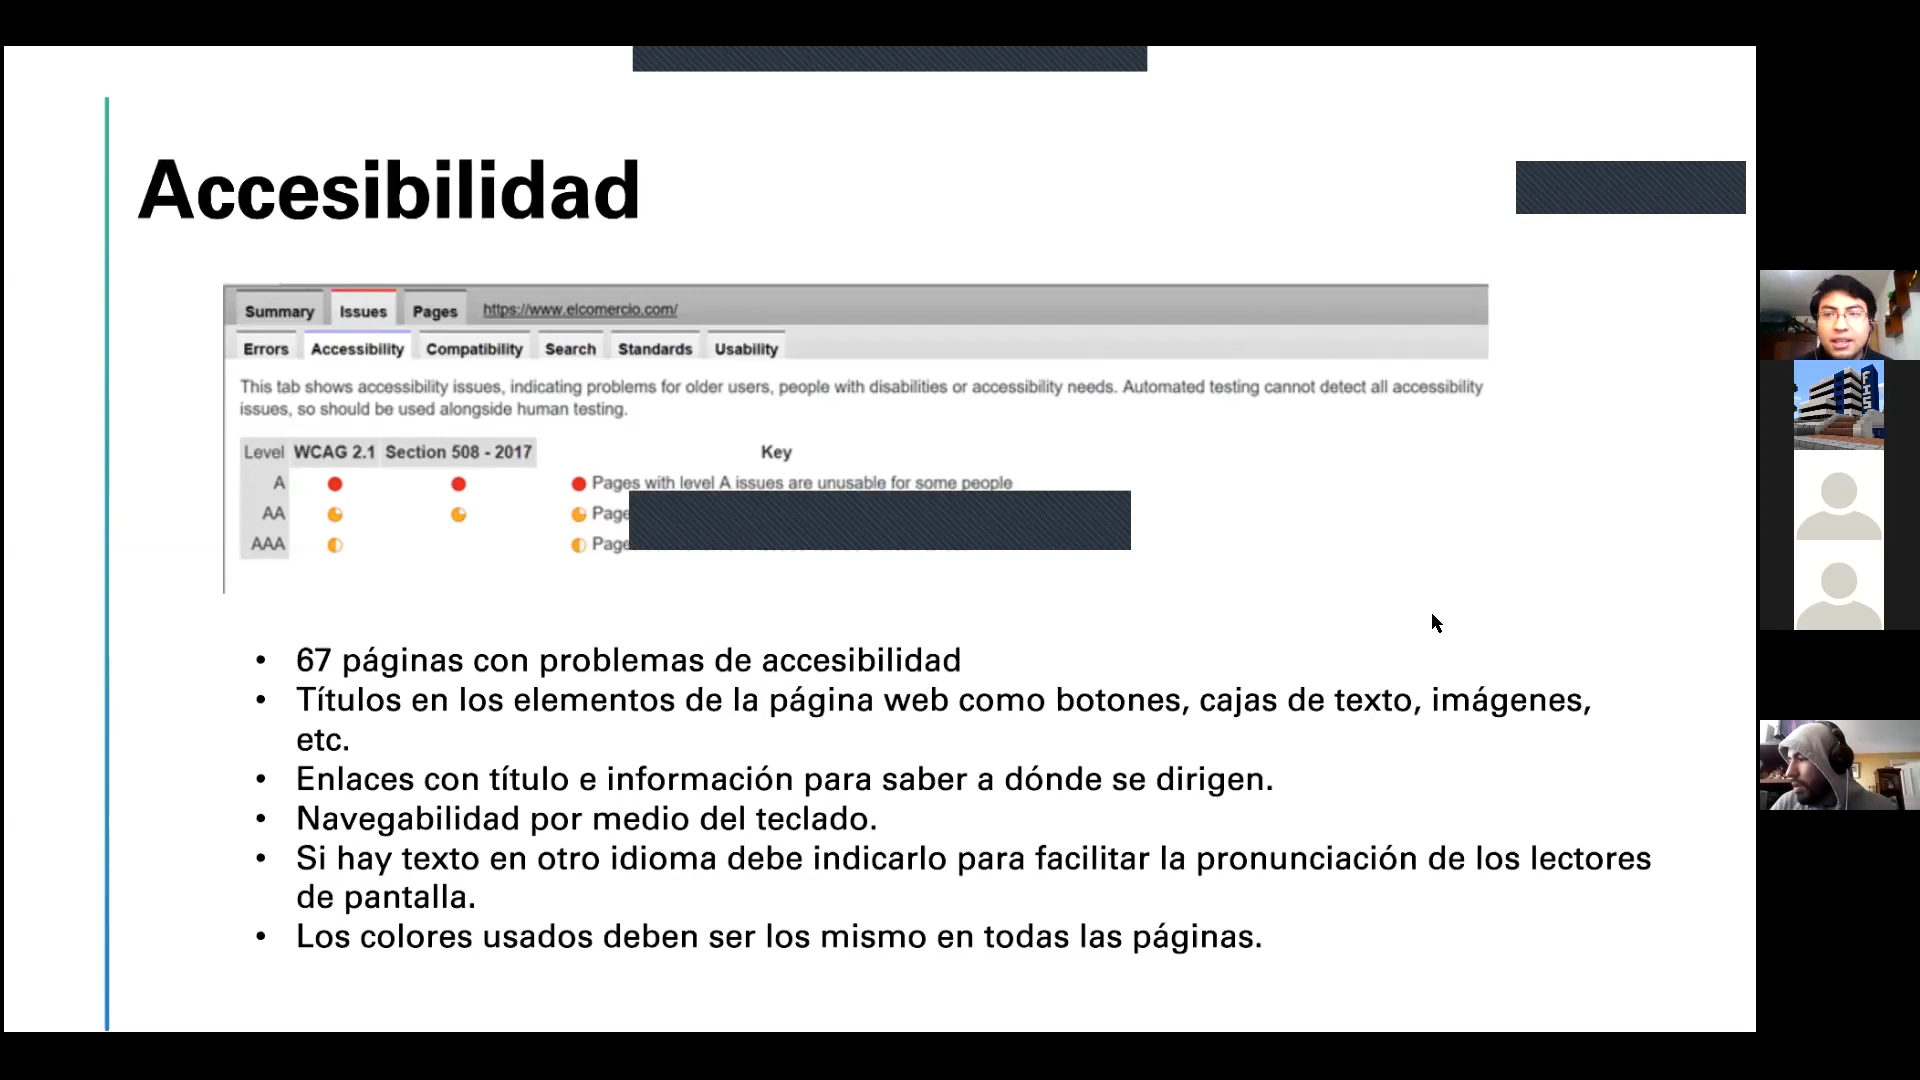 Accesibilidad
Summary Issues Pages https://www.elcomercio.com/
Errors Accessibility Compatibility Search Standards Usability
This tab shows accessibility issues, indicating problems for older users, people with disabilities or accessibility needs. Automated testing cannot detect all accessibility
issues, so should be used alongside human testing.
Level WCAG 2.1 Section 508 - 2017 Key
A Pages with level A issues are unusable for some people
AA Page
AAA Page
• 67 páginas con problemas de accesibilidad
• Títulos en los elementos de la página web como botones, cajas de texto, imágenes,
etc.
• Enlaces con título e información para saber a dónde se dirigen.
• Navegabilidad por medio del teclado.
• Si hay texto en otro idioma debe indicarlo para facilitar la pronunciación de los lectores
de pantalla.
• Los colores usados deben ser los mismo en todas las páginas.
FIS